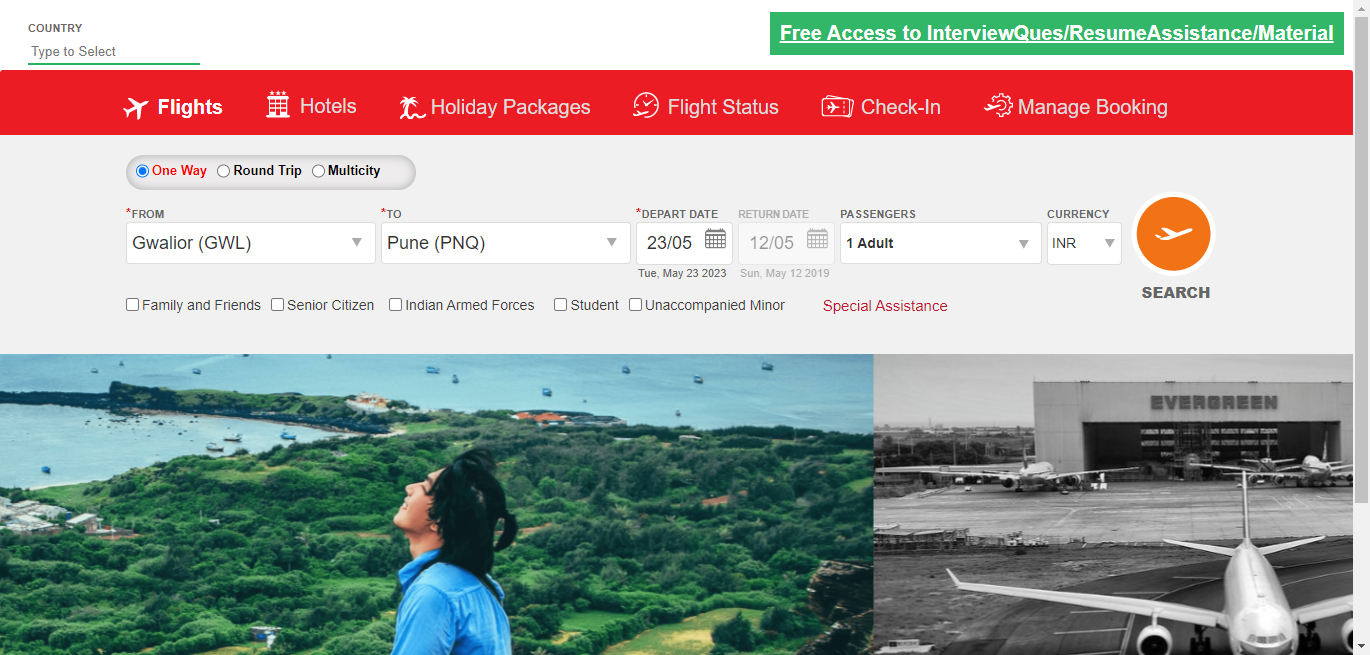 COUNTRY
Type to Select
Free Access to InterviewQues/ResumeAssistance/Material
Flights Hotels Holiday Packages Flight Status Check-In Manage Booking
One Way Round Trip Multicity
*FROM *TO *DEPART DATE RETURN DATE PASSENGERS CURRENCY
Gwalior (GWL) Pune (PNQ) 23/05 12/05 1 Adult INR
Tue, May 23 2023 Sun, May 12 2019
SEARCH
Family and Friends Senior Citizen Indian Armed Forces Student Unaccompanied Minor Special Assistance
EVERGREEN